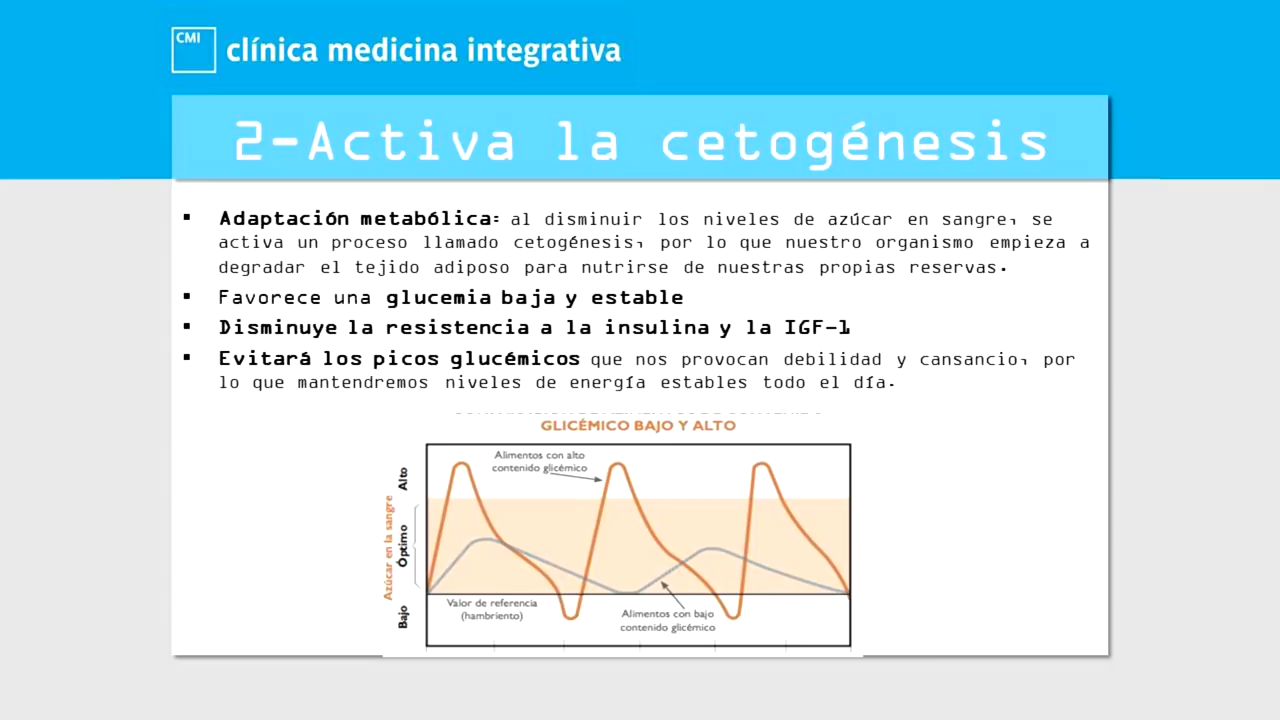 CMI
clínica medicina integrativa
2-Activa la cetogénesis
▪ Adaptación metabólica: al disminuir los niveles de azúcar en sangre, se
activa un proceso llamado cetogénesis, por lo que nuestro organismo empieza a
degradar el tejido adiposo para nutrirse de nuestras propias reservas.
▪ Favorece una glucemia baja y estable
▪ Disminuye la resistencia a la insulina y la IGF-1
▪ Evitará los picos glucémicos que nos provocan debilidad y cansancio, por
lo que mantendremos niveles de energía estables todo el día.
GLICÉMICO BAJO Y ALTO
Alimentos con alto
contenido glicémico
Azúcar en la sangre
Alto
Óptimo
Bajo
Valor de referencia
(hambriento)
Alimentos con bajo
contenido glicémico